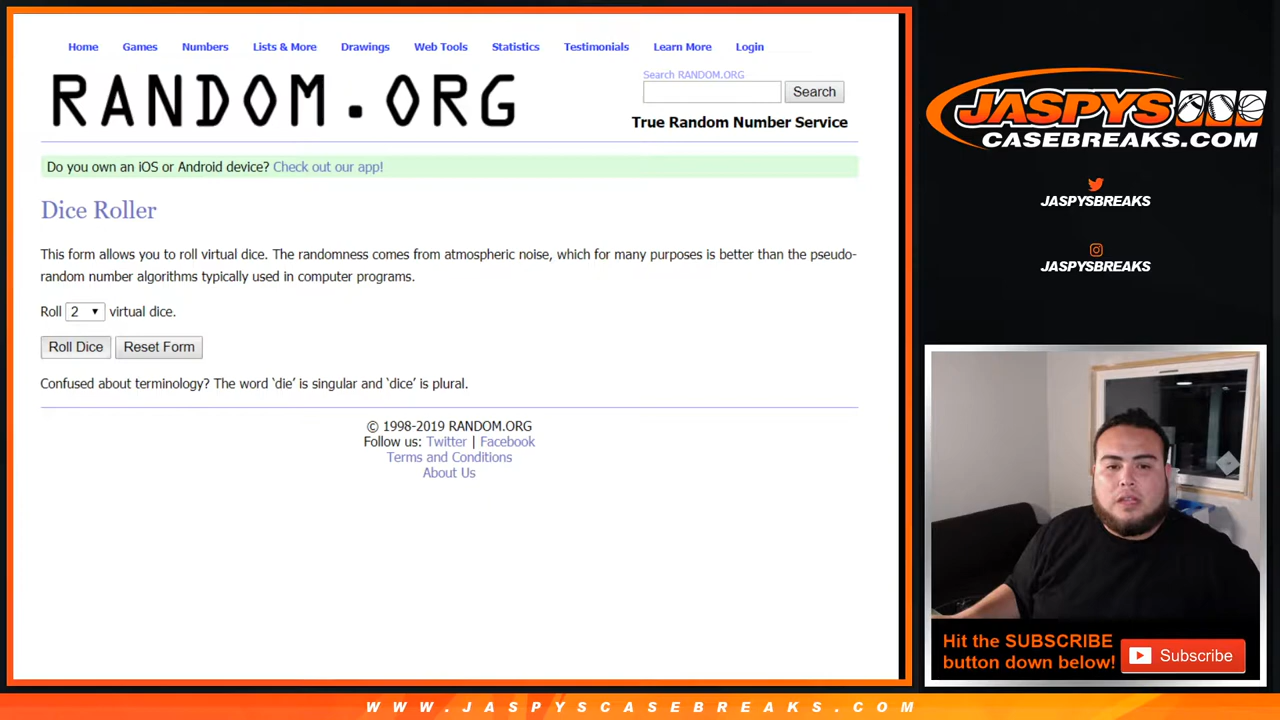 Home Games Numbers Lists & More Drawings Web Tools Statistics Testimonials Learn More Login
RANDOM.ORG
Search RANDOM.ORG
Search
True Random Number Service
Do you own an iOS or Android device? Check out our app!
Dice Roller
This form allows you to roll virtual dice. The randomness comes from atmospheric noise, which for many purposes is better than the pseudo-
random number algorithms typically used in computer programs.
Roll 2 virtual dice.
Roll Dice Reset Form
Confused about terminology? The word ‘die’ is singular and ‘dice’ is plural.
© 1998-2019 RANDOM.ORG
Follow us: Twitter | Facebook
Terms and Conditions
About Us
JASPYS
CASEBREAKS.COM
JASPYSBREAKS
JASPYSBREAKS
Hit the SUBSCRIBE
button down below!
Subscribe
WWW.JASPYSCASEBREAKS.COM